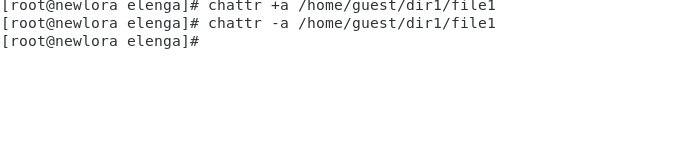 [root@newlora elenga]# chattr +a /home/guest/dir1/file1
[root@newlora elenga]# chattr -a /home/guest/dir1/file1
[root@newlora elenga]#